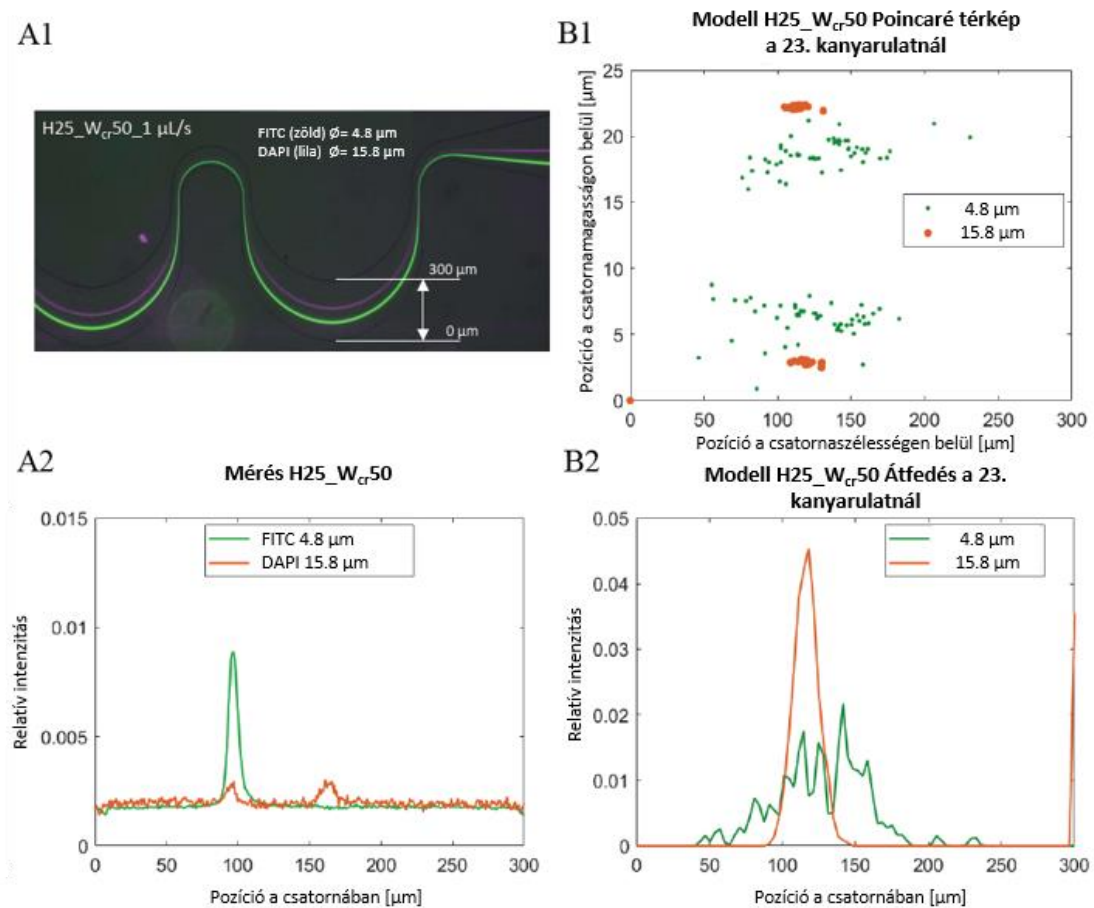 A1
H25_Wcr50_1 µL/s
FITC (zöld) Ø= 4.8 µm
DAPI (lila) Ø= 15.8 µm
300 µm
0 µm
B1
Modell H25_Wcr50 Poincaré térkép
a 23. kanyarulatnál
Pozíció a csatornamagasságon belül [µm]
25
20
15
10
5
0
4.8 µm
15.8 µm
0
50
100
150
200
250
300
Pozíció a csatornaszélességen belül [µm]
A2
Mérés H25_Wcr50
Relatív intenzitás
0.015
0.01
0.005
0
FITC 4.8 µm
DAPI 15.8 µm
0
50
100
150
200
250
300
Pozíció a csatornában [µm]
B2
Modell H25_Wcr50 Átfedés a 23.
kanyarulatnál
Relatív intenzitás
0.05
0.04
0.03
0.02
0.01
0
4.8 µm
15.8 µm
0
50
100
150
200
250
300
Pozíció a csatornában [µm]